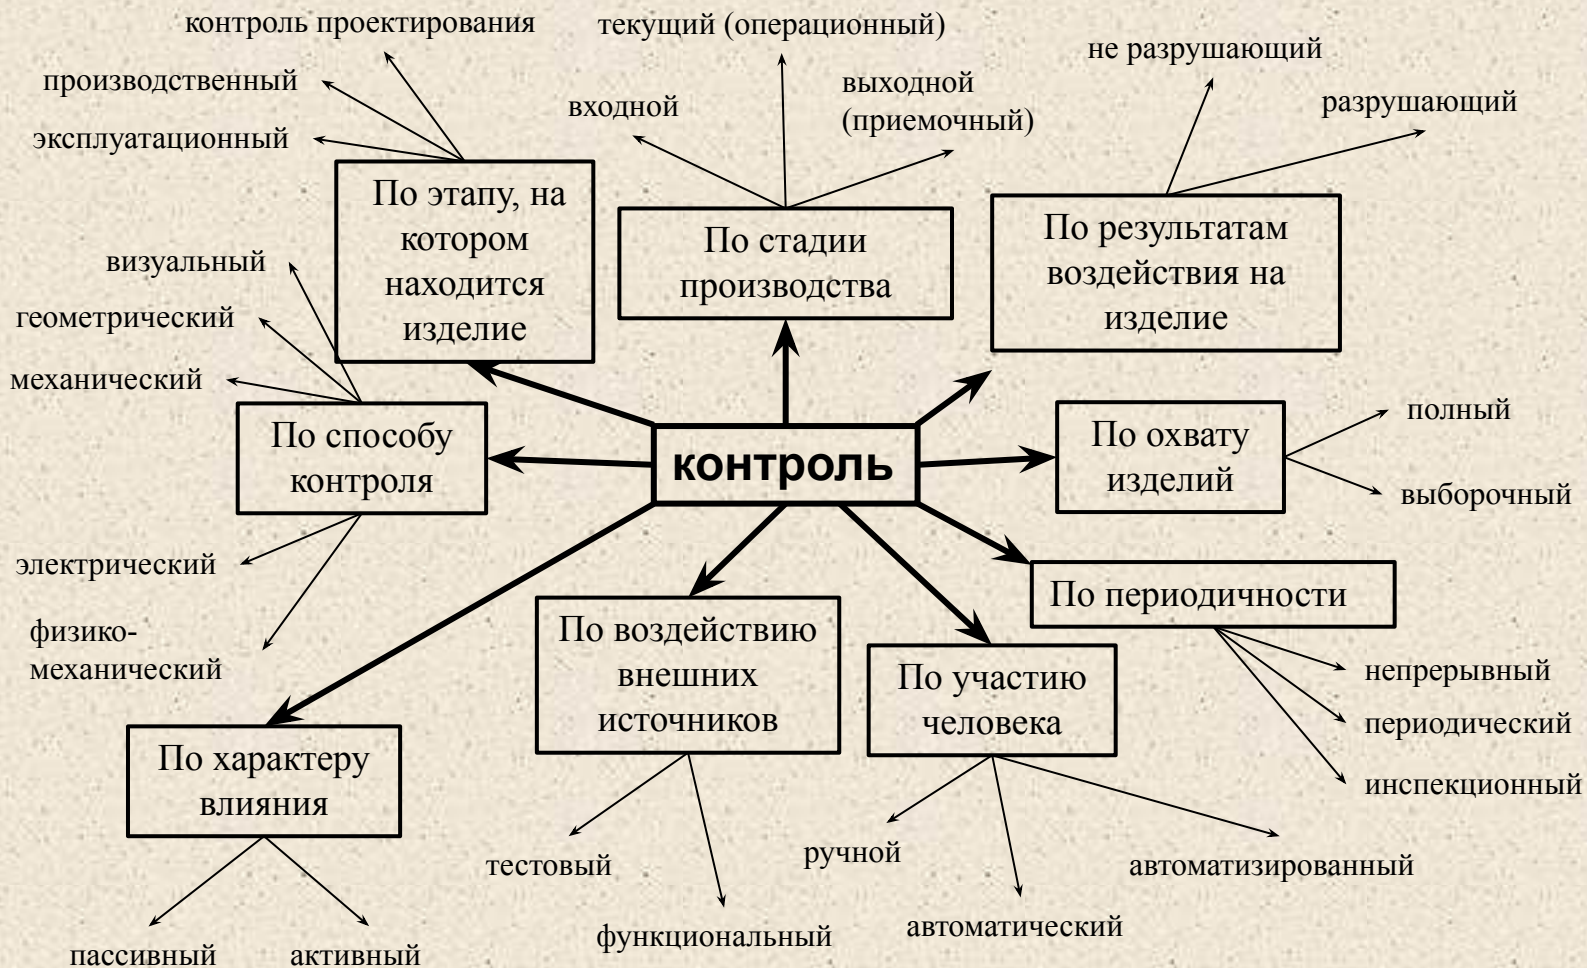 контроль проектирования
текущий (операционный)
не разрушающий
производственный
входной
выходной
(приемочный)
разрушающий
эксплуатационный
По этапу, на
котором
находится
изделие
По стадии
производства
По результатам
воздействия на
изделие
визуальный
геометрический
механический
По способу
контроля
контроль
По охвату
изделий
полный
выборочный
электрический
физико-
механический
По воздействию
внешних
источников
По участию
человека
По периодичности
непрерывный
периодический
инспекционный
По характеру
влияния
тестовый
ручной
автоматизированный
пассивный
активный
функциональный
автоматический